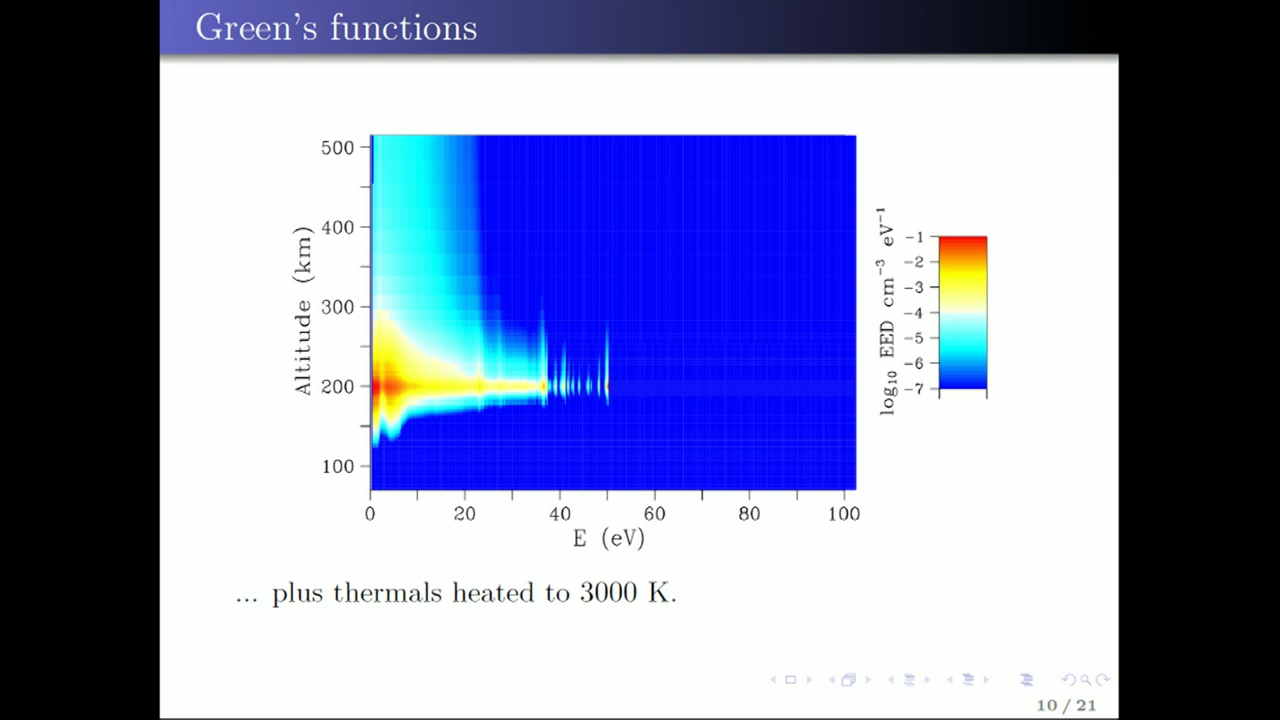 Green's functions
500
400
300
200
100
Altitude (km)
0 20 40 60 80 100
E (eV)
log10 EED cm⁻³ eV⁻¹
-1
-2
-3
-4
-5
-6
-7
... plus thermals heated to 3000 K.
10 / 21